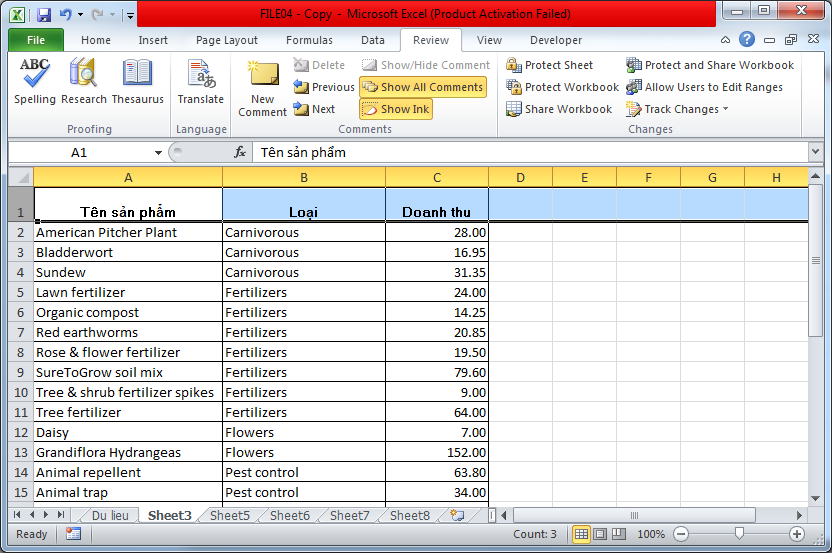 FILE04 - Copy - Microsoft Excel (Product Activation Failed)
File Home Insert Page Layout Formulas Data Review View Developer
ABC
Spelling Research Thesaurus
Proofing
Translate
Language
New Comment
Delete
Previous
Next
Show/Hide Comment
Show All Comments
Show Ink
Comments
Protect Sheet
Protect Workbook
Share Workbook
Protect and Share Workbook
Allow Users to Edit Ranges
Track Changes
Changes
A1 fx Tên sản phẩm
A B C D E F G H
1 Tên sản phẩm Loại Doanh thu
2 American Pitcher Plant Carnivorous 28.00
3 Bladderwort Carnivorous 16.95
4 Sundew Carnivorous 31.35
5 Lawn fertilizer Fertilizers 24.00
6 Organic compost Fertilizers 14.25
7 Red earthworms Fertilizers 20.85
8 Rose & flower fertilizer Fertilizers 19.50
9 SureToGrow soil mix Fertilizers 79.60
10 Tree & shrub fertilizer spikes Fertilizers 9.00
11 Tree fertilizer Fertilizers 64.00
12 Daisy Flowers 7.00
13 Grandiflora Hydrangeas Flowers 152.00
14 Animal repellent Pest control 63.80
15 Animal trap Pest control 34.00
Du lieu Sheet3 Sheet5 Sheet6 Sheet7 Sheet8
Ready Count: 3 100%